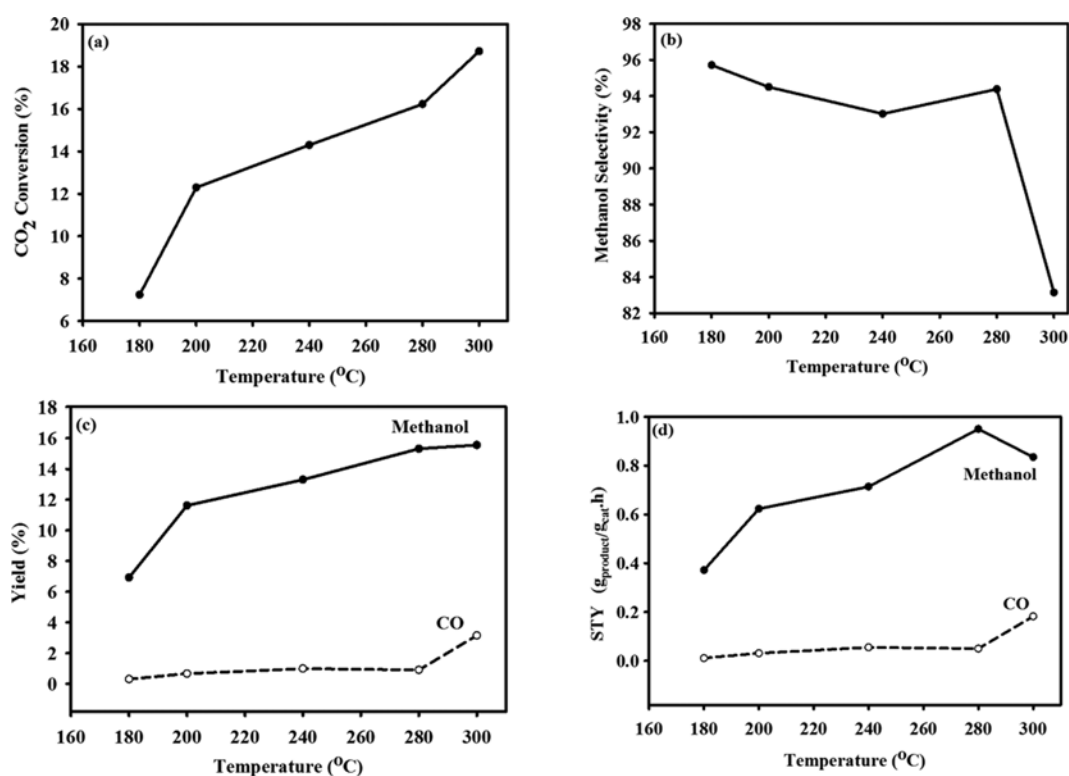 (a)
20
18
16
14
12
10
8
6
CO₂ Conversion (%)
160 180 200 220 240 260 280 300
Temperature (⁰C)
(b)
98
96
94
92
90
88
86
84
82
Methanol Selectivity (%)
160 180 200 220 240 260 280 300
Temperature (⁰C)
(c)
18
16
14
12
10
8
6
4
2
0
Yield (%)
Methanol
CO
160 180 200 220 240 260 280 300
Temperature (⁰C)
(d)
1.0
0.8
0.6
0.4
0.2
0.0
STY (gproduct/gcat.h)
Methanol
CO
160 180 200 220 240 260 280 300
Temperature (⁰C)